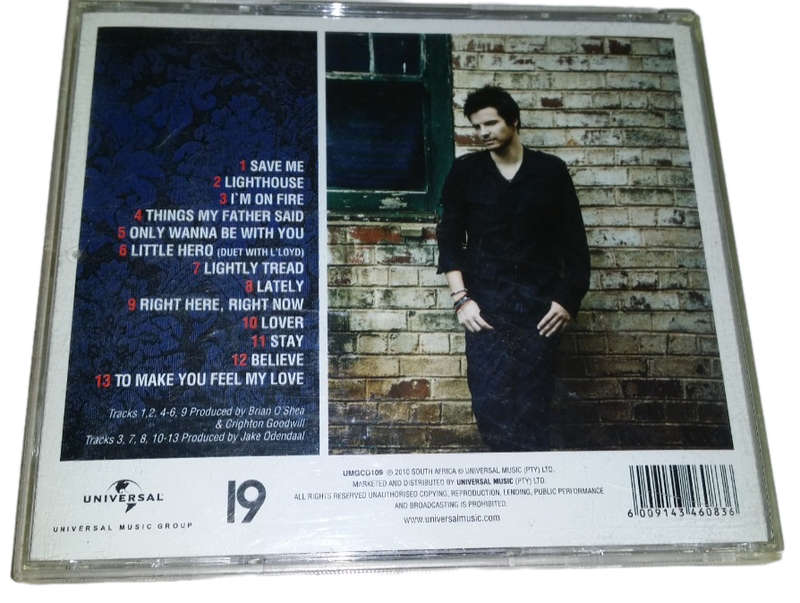 1 SAVE ME
2 LIGHTHOUSE
3 I'M ON FIRE
4 THINGS MY FATHER SAID
5 ONLY WANNA BE WITH YOU
6 LITTLE HERO (DUET WITH L'LOYD)
7 LIGHTLY TREAD
8 LATELY
9 RIGHT HERE, RIGHT NOW
10 LOVER
11 STAY
12 BELIEVE
13 TO MAKE YOU FEEL MY LOVE
Tracks 1,2, 4-6, 9 Produced by Brian O'Shea
& Crighton Goodwill
Tracks 3, 7, 8, 10-13 Produced by Jake Odendaal
UNIVERSAL
UNIVERSAL MUSIC GROUP
19
UMGCD109 ℗ 2010 SOUTH AFRICA © UNIVERSAL MUSIC (PTY) LTD.
MARKETED AND DISTRIBUTED BY UNIVERSAL MUSIC (PTY) LTD.
ALL RIGHTS RESERVED UNAUTHORISED COPYING, REPRODUCTION, LENDING, PUBLIC PERFORMANCE
AND BROADCASTING IS PROHIBITED.
www.universalmusic.com
6 009143 460836